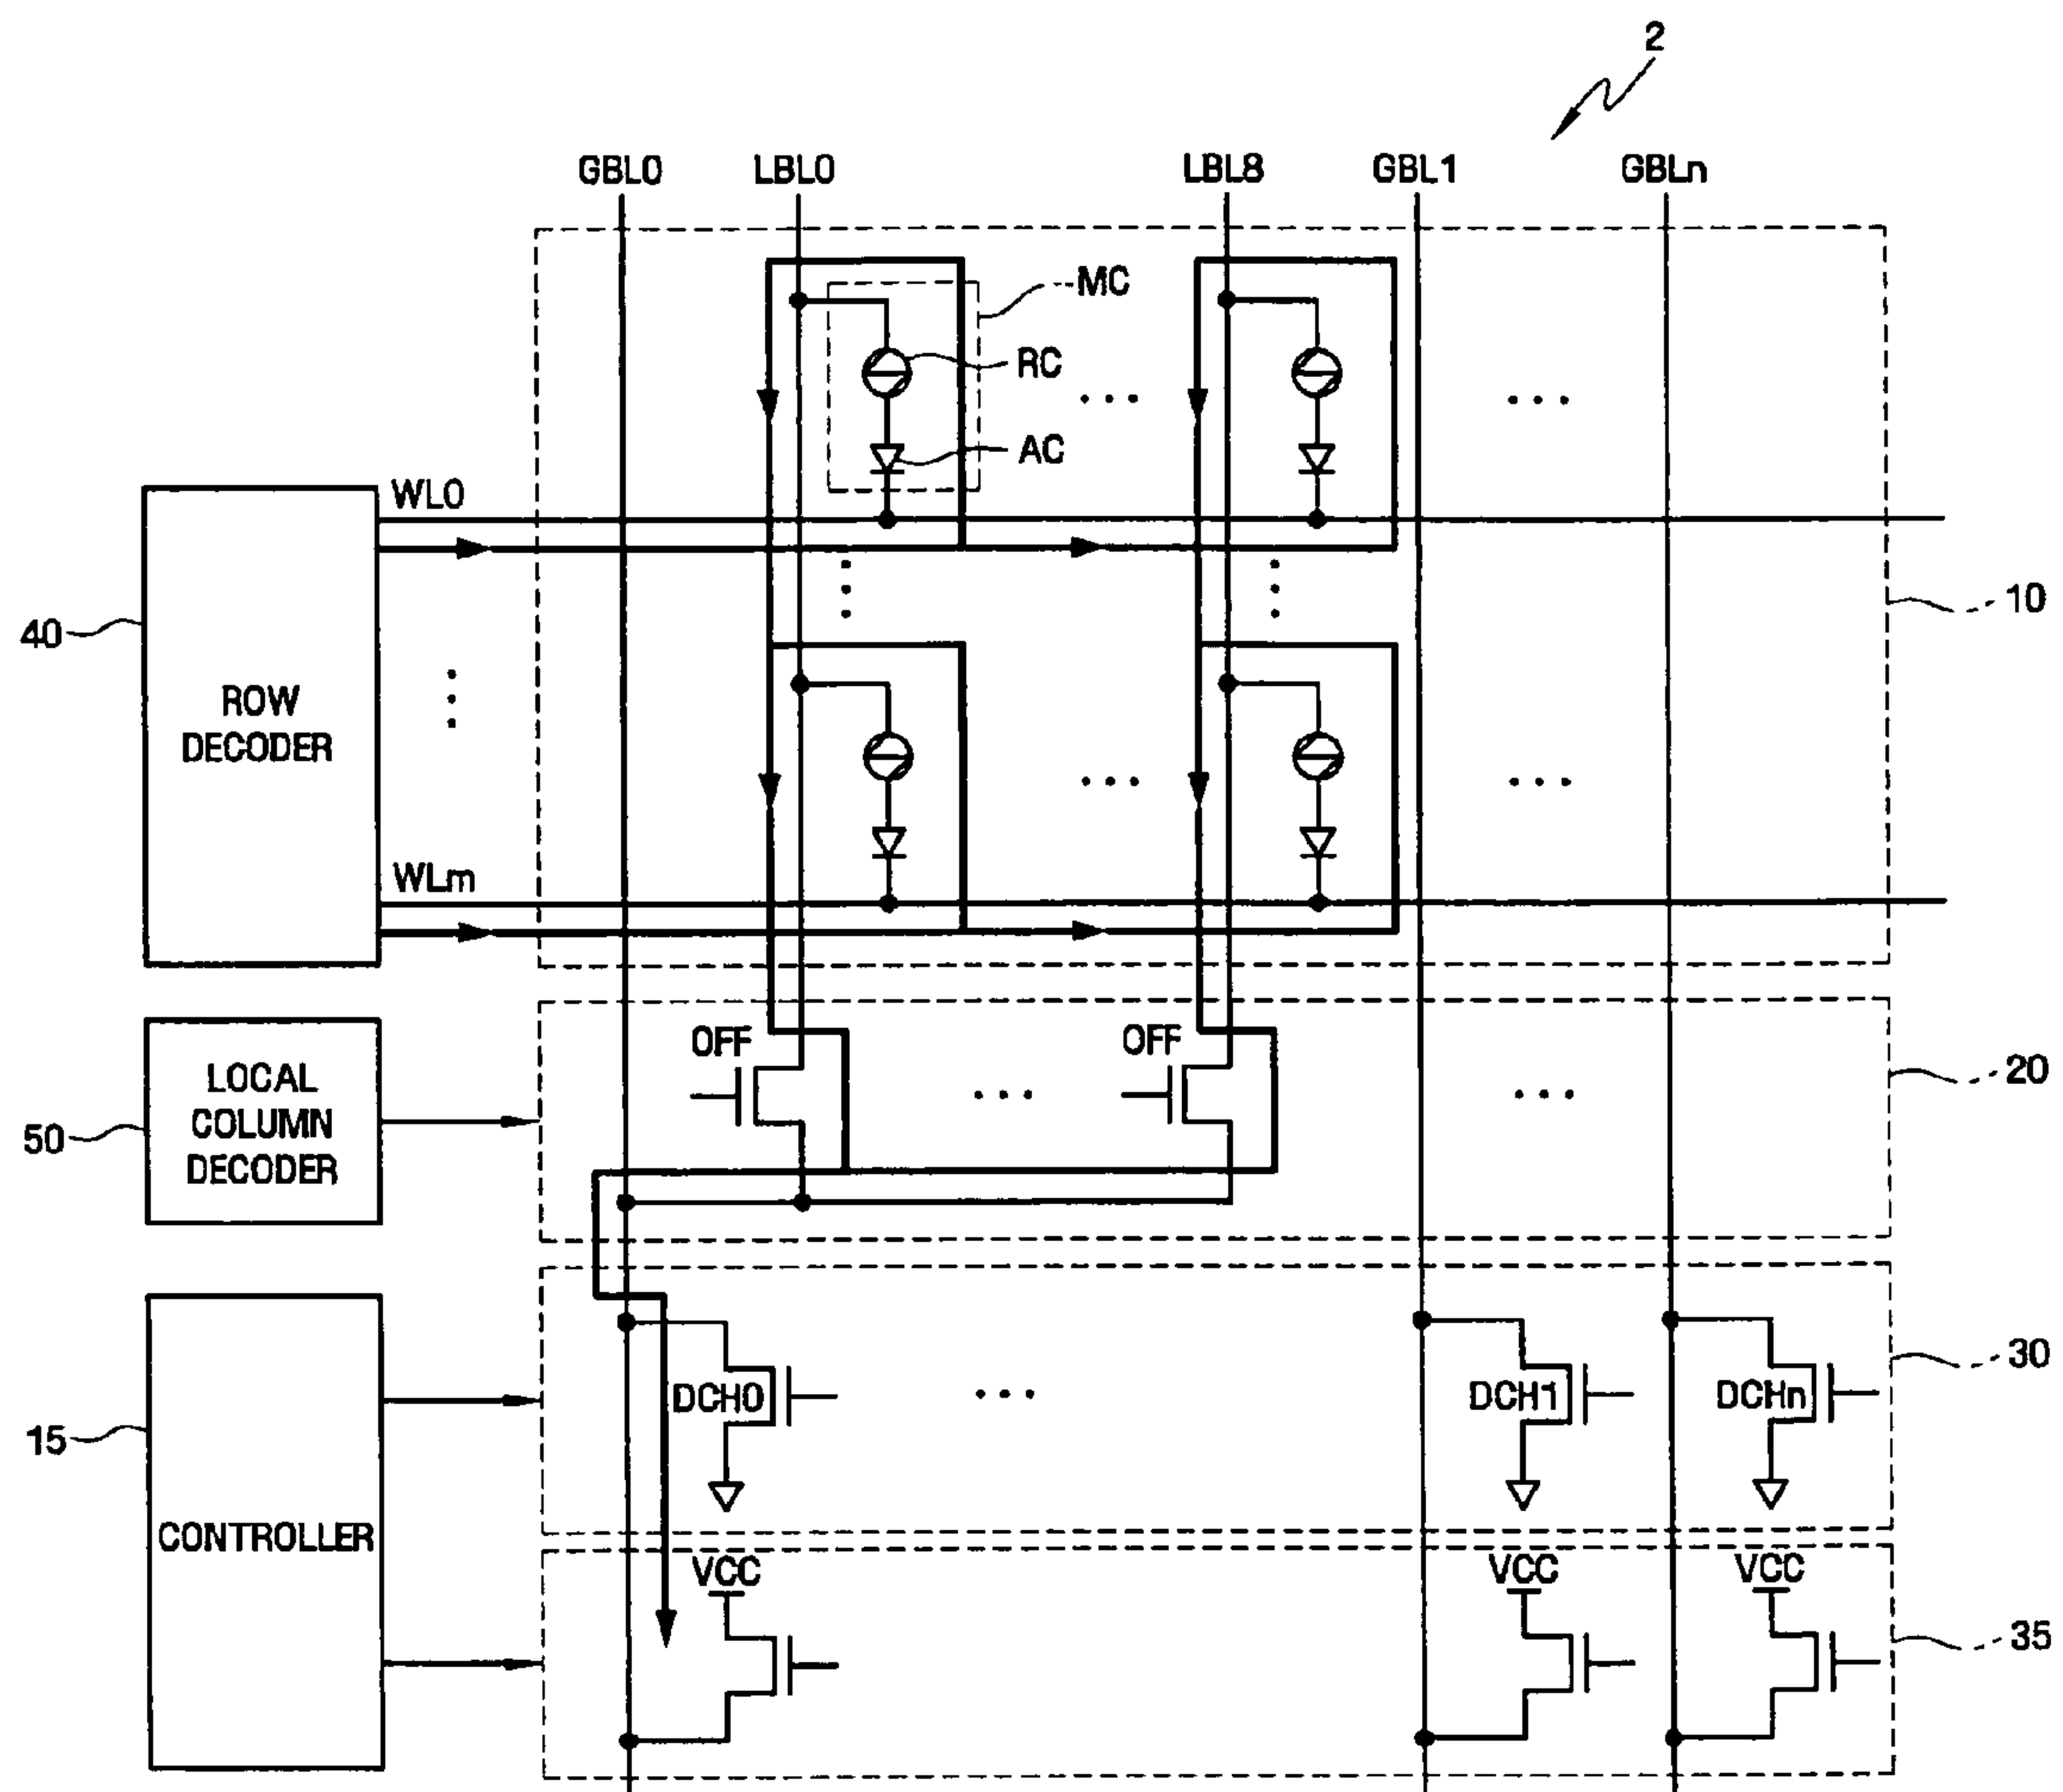 2
GBL0 LBL0 LBL8 GBL1 GBLn
MC
RC
AC
WL0
10
40
ROW
DECODER
WLm
OFF OFF
20
LOCAL
COLUMN
DECODER
50
30
DCH0 DCH1 DCHn
15
CONTROLLER
VCC VCC VCC
35